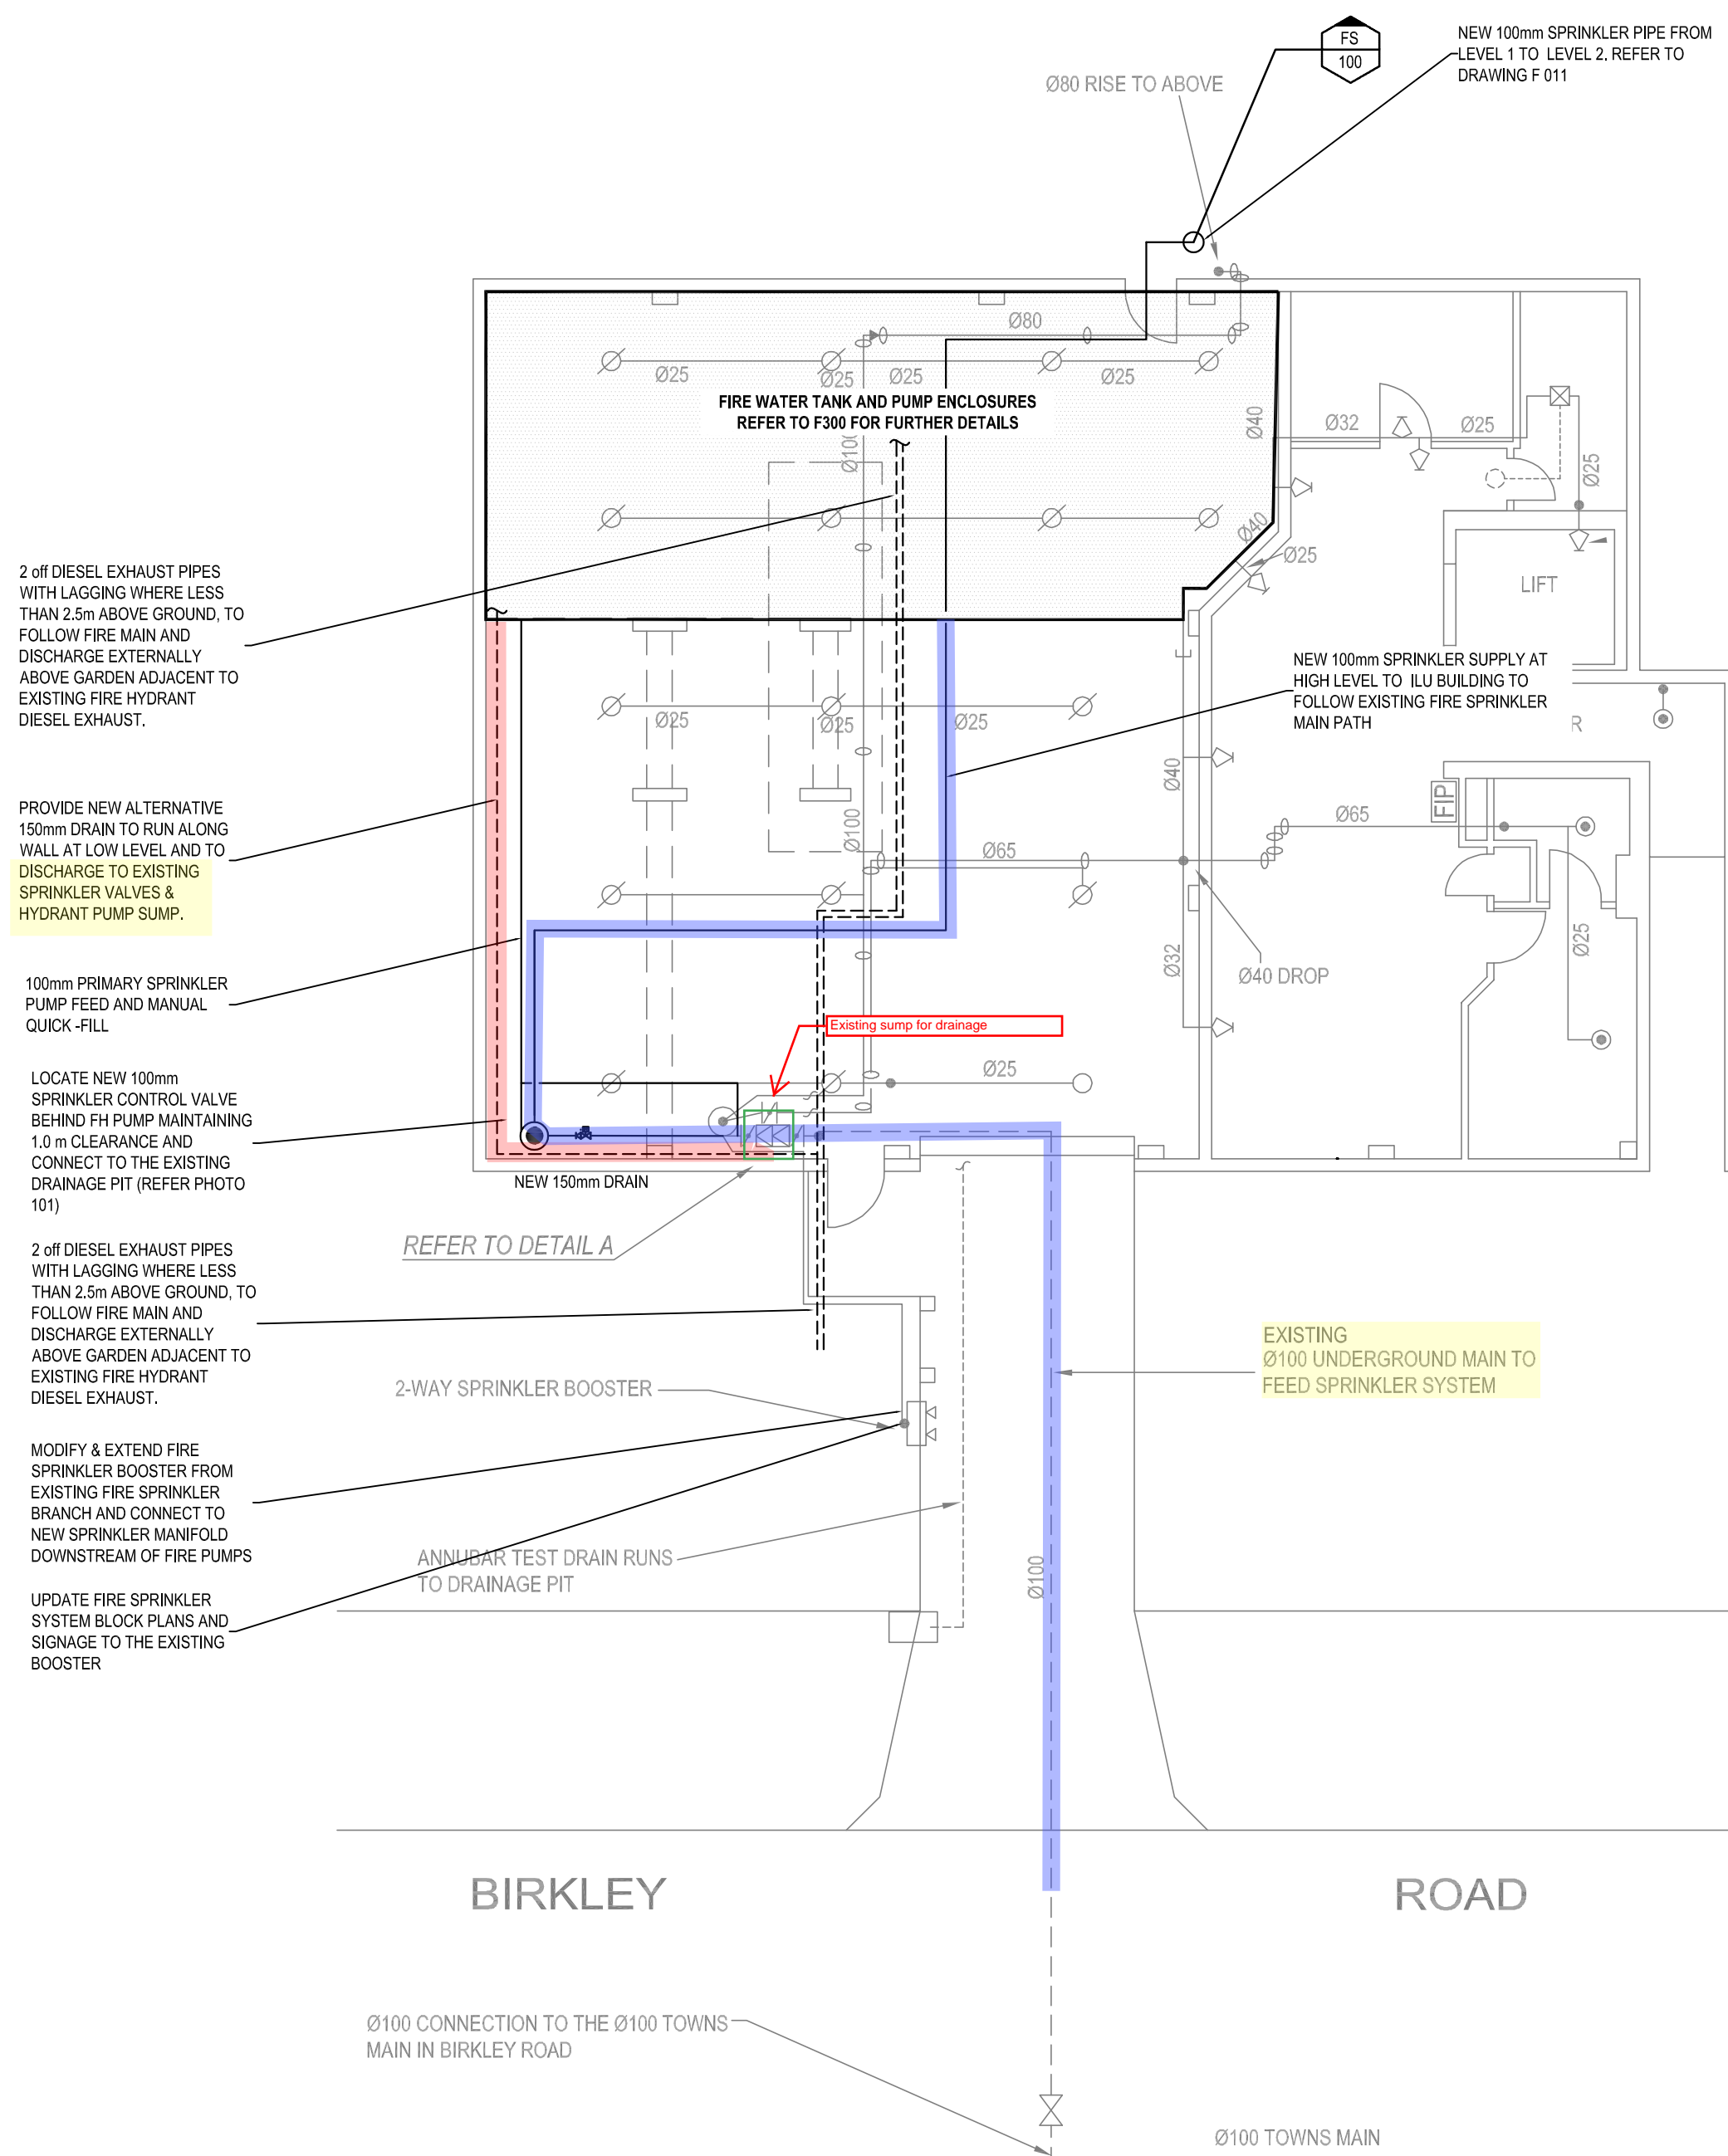 FS
100
NEW 100mm SPRINKLER PIPE FROM
LEVEL 1 TO LEVEL 2. REFER TO
DRAWING F 011
Ø80 RISE TO ABOVE
Ø80
Ø25
Ø25
Ø25
Ø25
FIRE WATER TANK AND PUMP ENCLOSURES
REFER TO F300 FOR FURTHER DETAILS
Ø100
Ø40
Ø32
Ø25
Ø25
Ø40
Ø25
LIFT
2 off DIESEL EXHAUST PIPES
WITH LAGGING WHERE LESS
THAN 2.5m ABOVE GROUND, TO
FOLLOW FIRE MAIN AND
DISCHARGE EXTERNALLY
ABOVE GARDEN ADJACENT TO
EXISTING FIRE HYDRANT
DIESEL EXHAUST.
NEW 100mm SPRINKLER SUPPLY AT
HIGH LEVEL TO ILU BUILDING TO
FOLLOW EXISTING FIRE SPRINKLER
MAIN PATH
R
Ø25
Ø25
Ø25
Ø40
FIP
PROVIDE NEW ALTERNATIVE
150mm DRAIN TO RUN ALONG
WALL AT LOW LEVEL AND TO
DISCHARGE TO EXISTING
SPRINKLER VALVES &
HYDRANT PUMP SUMP.
Ø100
Ø65
Ø65
Ø32
Ø40 DROP
Ø25
100mm PRIMARY SPRINKLER
PUMP FEED AND MANUAL
QUICK -FILL
Existing sump for drainage
Ø25
LOCATE NEW 100mm
SPRINKLER CONTROL VALVE
BEHIND FH PUMP MAINTAINING
1.0 m CLEARANCE AND
CONNECT TO THE EXISTING
DRAINAGE PIT (REFER PHOTO
101)
NEW 150mm DRAIN
REFER TO DETAIL A
2 off DIESEL EXHAUST PIPES
WITH LAGGING WHERE LESS
THAN 2.5m ABOVE GROUND, TO
FOLLOW FIRE MAIN AND
DISCHARGE EXTERNALLY
ABOVE GARDEN ADJACENT TO
EXISTING FIRE HYDRANT
DIESEL EXHAUST.
2-WAY SPRINKLER BOOSTER
EXISTING
Ø100 UNDERGROUND MAIN TO
FEED SPRINKLER SYSTEM
MODIFY & EXTEND FIRE
SPRINKLER BOOSTER FROM
EXISTING FIRE SPRINKLER
BRANCH AND CONNECT TO
NEW SPRINKLER MANIFOLD
DOWNSTREAM OF FIRE PUMPS
ANNUBAR TEST DRAIN RUNS
TO DRAINAGE PIT
Ø100
UPDATE FIRE SPRINKLER
SYSTEM BLOCK PLANS AND
SIGNAGE TO THE EXISTING
BOOSTER
BIRKLEY ROAD
Ø100 CONNECTION TO THE Ø100 TOWNS
MAIN IN BIRKLEY ROAD
Ø100 TOWNS MAIN